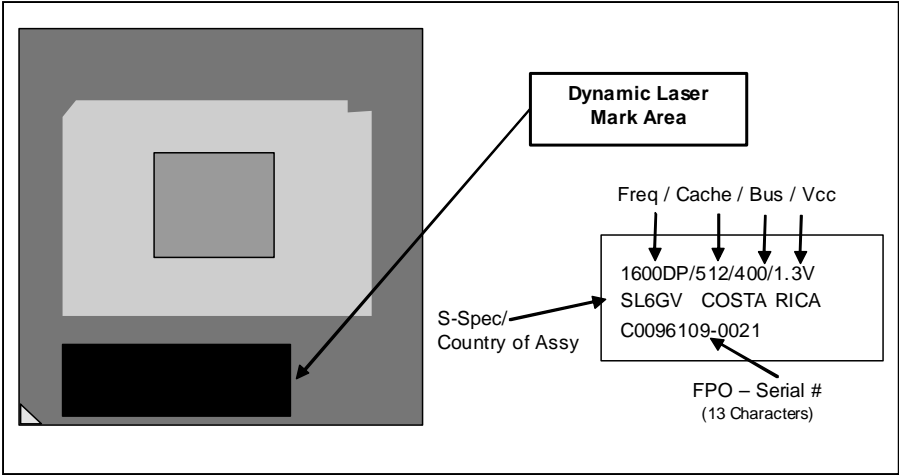 Dynamic Laser
Mark Area
Freq / Cache / Bus / Vcc
1600DP/512/400/1.3V
SL6GV COSTA RICA
C0096109-0021
S-Spec/
Country of Assy
FPO – Serial #
(13 Characters)